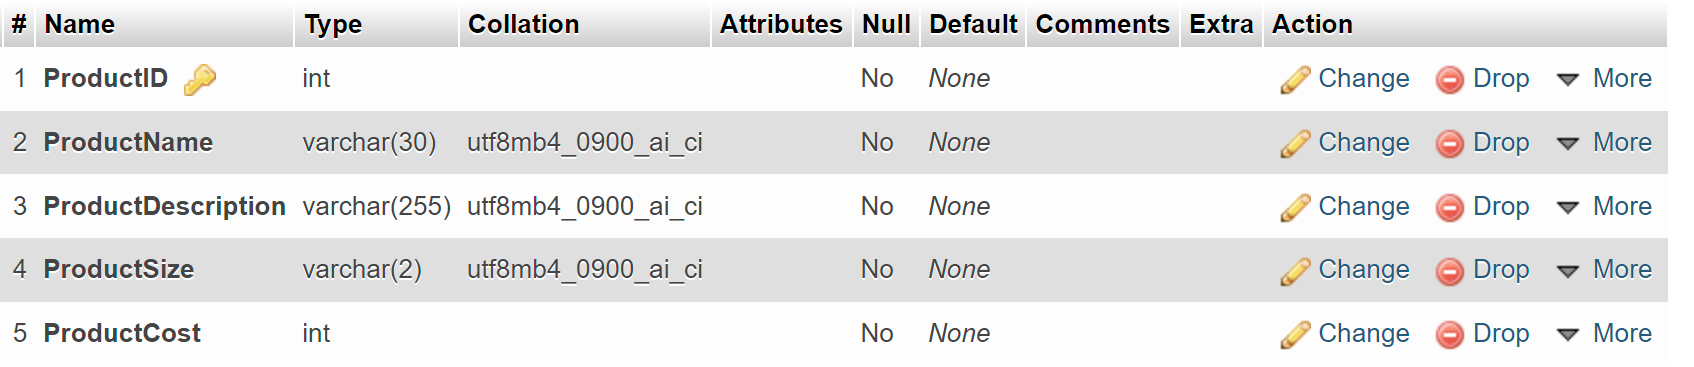 # Name Type Collation Attributes Null Default Comments Extra Action
1 ProductID int No None Change Drop More
2 ProductName varchar(30) utf8mb4_0900_ai_ci No None Change Drop More
3 ProductDescription varchar(255) utf8mb4_0900_ai_ci No None Change Drop More
4 ProductSize varchar(2) utf8mb4_0900_ai_ci No None Change Drop More
5 ProductCost int No None Change Drop More